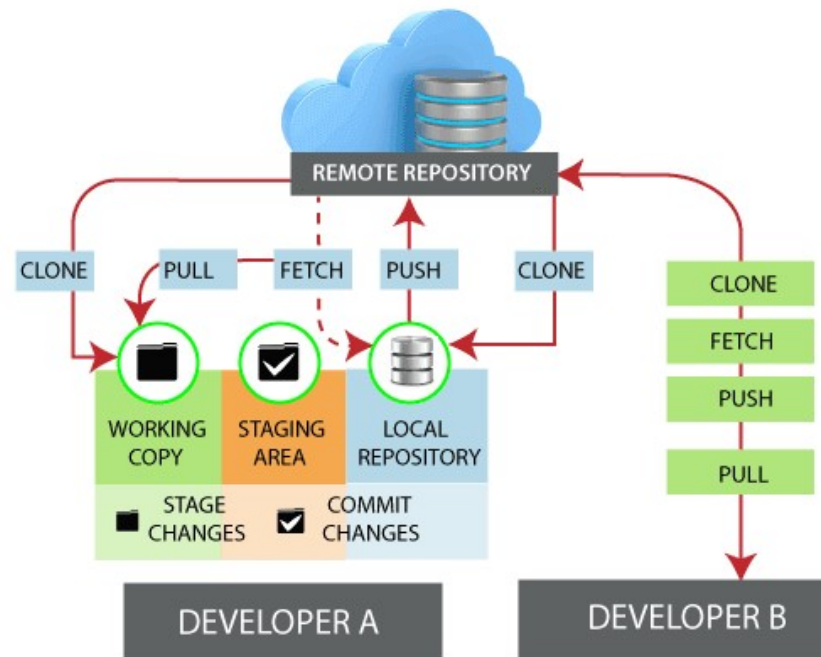 REMOTE REPOSITORY
CLONE
PULL
FETCH
PUSH
CLONE
WORKING
COPY
STAGING
AREA
LOCAL
REPOSITORY
STAGE
CHANGES
COMMIT
CHANGES
DEVELOPER A
CLONE
FETCH
PUSH
PULL
DEVELOPER B